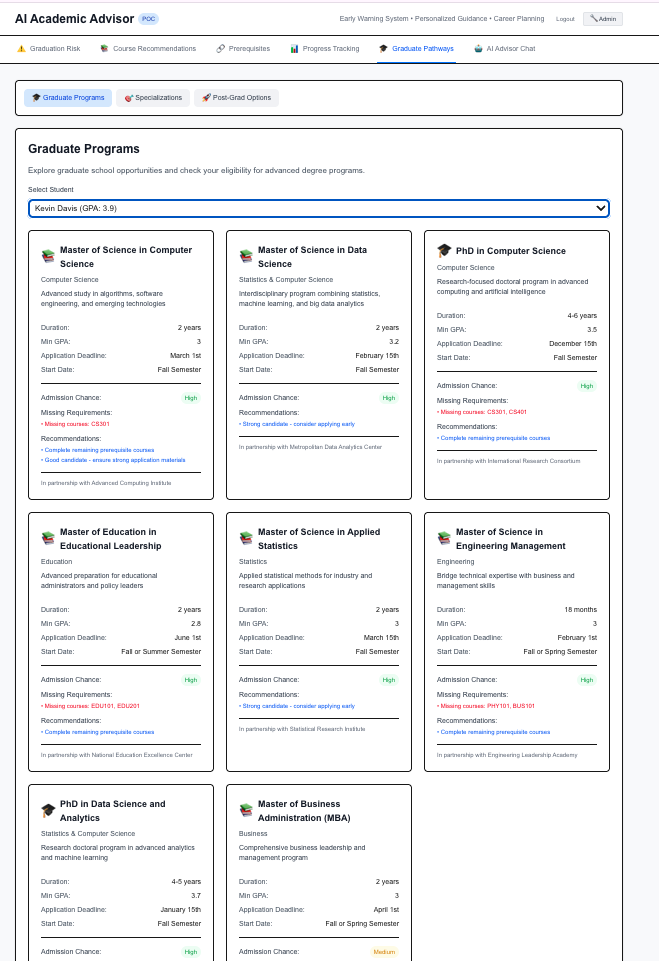 AI Academic Advisor POC
Early Warning System • Personalized Guidance • Career Planning Logout Admin
Graduation Risk Course Recommendations Prerequisites Progress Tracking Graduate Pathways AI Advisor Chat
Graduate Programs Specializations Post-Grad Options
Graduate Programs
Explore graduate school opportunities and check your eligibility for advanced degree programs.
Select Student
Kevin Davis (GPA: 3.9)
Master of Science in Computer
Science
Computer Science
Advanced study in algorithms, software
engineering, and emerging technologies
Duration: 2 years
Min GPA: 3
Application Deadline: March 1st
Start Date: Fall Semester
Admission Chance: High
Missing Requirements:
• Missing courses: CS301
Recommendations:
• Complete remaining prerequisite courses
• Good candidate - ensure strong application materials
In partnership with Advanced Computing Institute
Master of Science in Data
Science
Statistics & Computer Science
Interdisciplinary program combining statistics,
machine learning, and big data analytics
Duration: 2 years
Min GPA: 3.2
Application Deadline: February 15th
Start Date: Fall Semester
Admission Chance: High
Recommendations:
• Strong candidate - consider applying early
In partnership with Metropolitan Data Analytics Center
PhD in Computer Science
Computer Science
Research-focused doctoral program in advanced
computing and artificial intelligence
Duration: 4-6 years
Min GPA: 3.5
Application Deadline: December 15th
Start Date: Fall Semester
Admission Chance: High
Missing Requirements:
• Missing courses: CS301, CS401
Recommendations:
• Complete remaining prerequisite courses
In partnership with International Research Consortium
Master of Education in
Educational Leadership
Education
Advanced preparation for educational
administrators and policy leaders
Duration: 2 years
Min GPA: 2.8
Application Deadline: June 1st
Start Date: Fall or Summer Semester
Admission Chance: High
Missing Requirements:
• Missing courses: EDU101, EDU201
Recommendations:
• Complete remaining prerequisite courses
In partnership with National Education Excellence Center
Master of Science in Applied
Statistics
Statistics
Applied statistical methods for industry and
research applications
Duration: 2 years
Min GPA: 3
Application Deadline: March 15th
Start Date: Fall Semester
Admission Chance: High
Recommendations:
• Strong candidate - consider applying early
In partnership with Statistical Research Institute
Master of Science in
Engineering Management
Engineering
Bridge technical expertise with business and
management skills
Duration: 18 months
Min GPA: 3
Application Deadline: February 1st
Start Date: Fall or Spring Semester
Admission Chance: High
Missing Requirements:
• Missing courses: PHY101, BUS101
Recommendations:
• Complete remaining prerequisite courses
In partnership with Engineering Leadership Academy
PhD in Data Science and
Analytics
Statistics & Computer Science
Research doctoral program in advanced analytics
and machine learning
Duration: 4-5 years
Min GPA: 3.7
Application Deadline: January 15th
Start Date: Fall Semester
Admission Chance: High
Master of Business
Administration (MBA)
Business
Comprehensive business leadership and
management program
Duration: 2 years
Min GPA: 3
Application Deadline: April 1st
Start Date: Fall or Spring Semester
Admission Chance: Medium